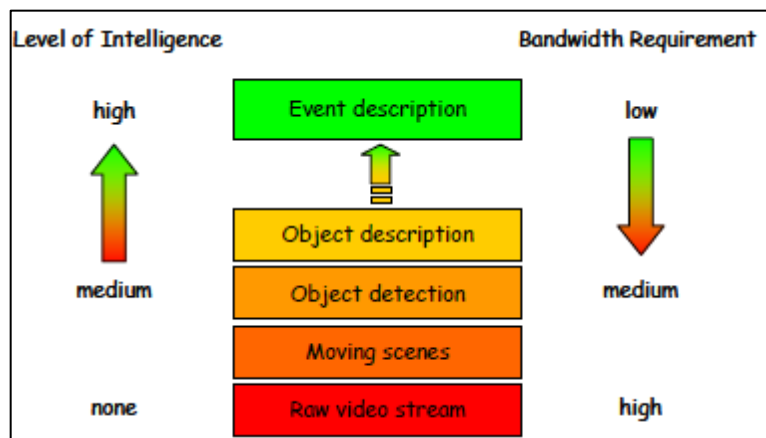 Level of Intelligence Bandwidth Requirement
high Event description low
Object description
medium Object detection medium
Moving scenes
none Raw video stream high